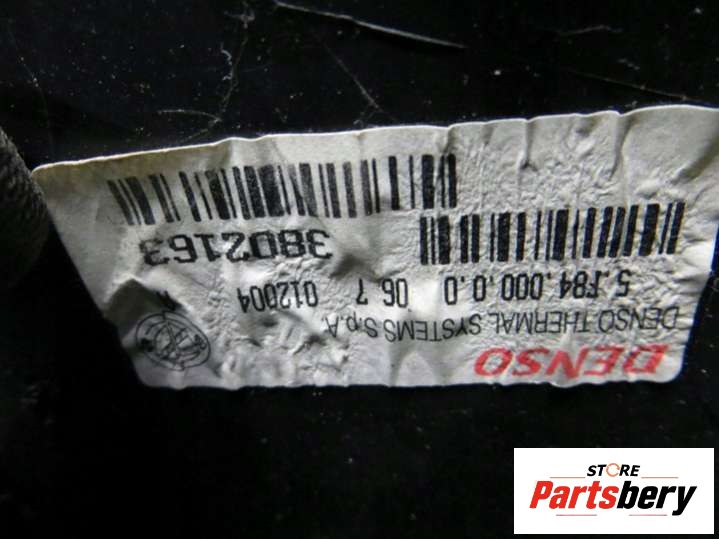 DENSO
DENSO THERMAL SYSTEMS S.p.A.
5.F84.000.0.0 06.7 012004
3802163
STORE
Partsbery